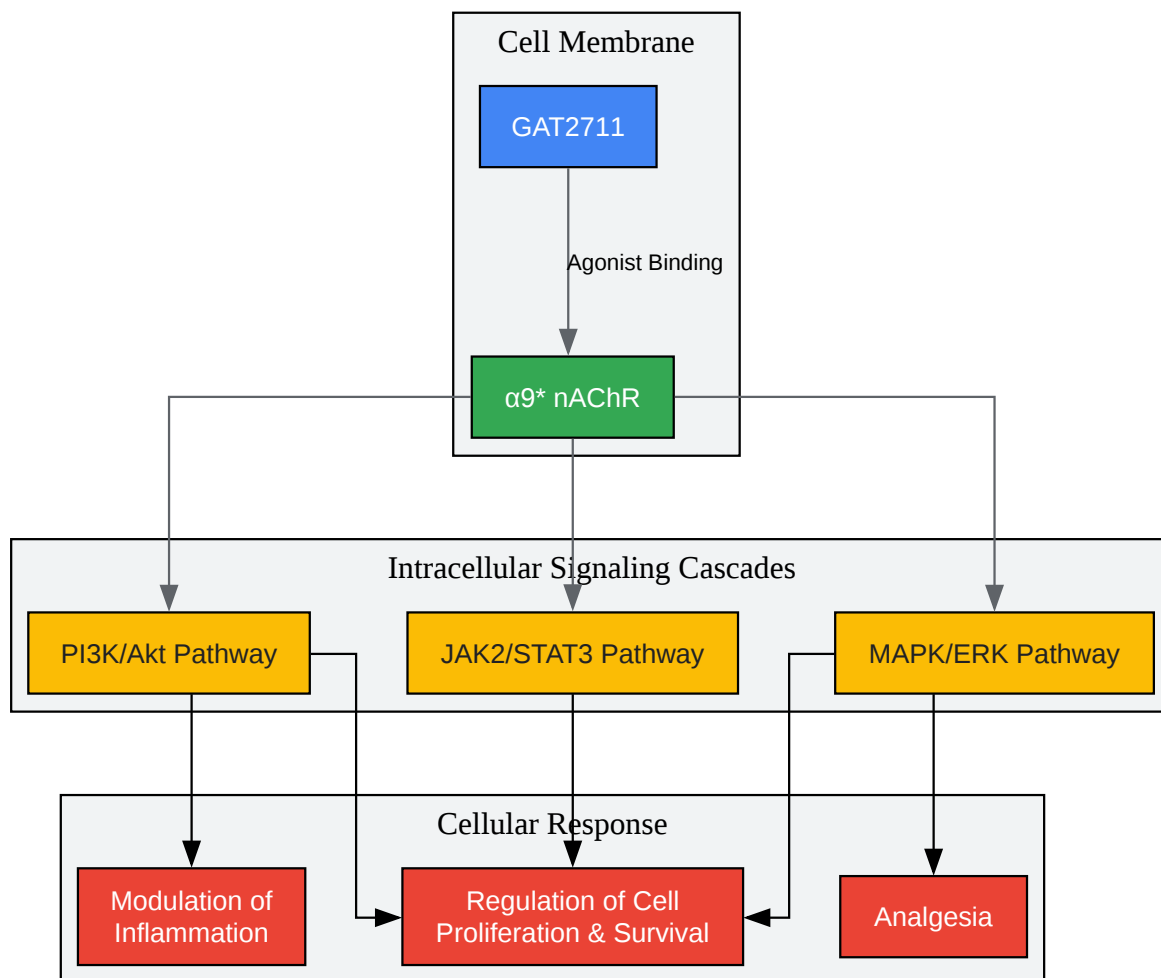 Cell Membrane
GAT2711
Agonist Binding
α9* nAChR
Intracellular Signaling Cascades
PI3K/Akt Pathway
JAK2/STAT3 Pathway
MAPK/ERK Pathway
Cellular Response
Modulation of
Inflammation
Regulation of Cell
Proliferation & Survival
Analgesia